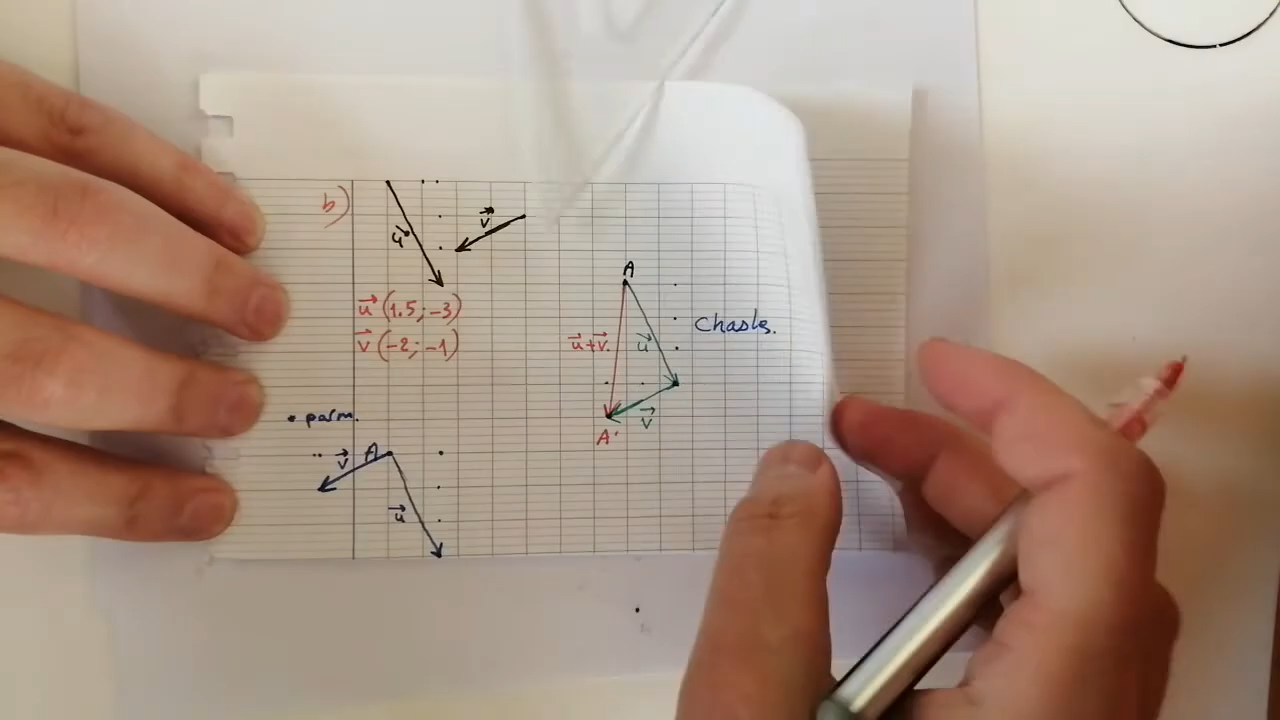 b)
u⃗
v⃗
u⃗ (1.5; -3)
v⃗ (-2; -1)
A
u⃗+v⃗
u⃗
Chasles.
v⃗
A'
• parm.
v⃗ A
u⃗